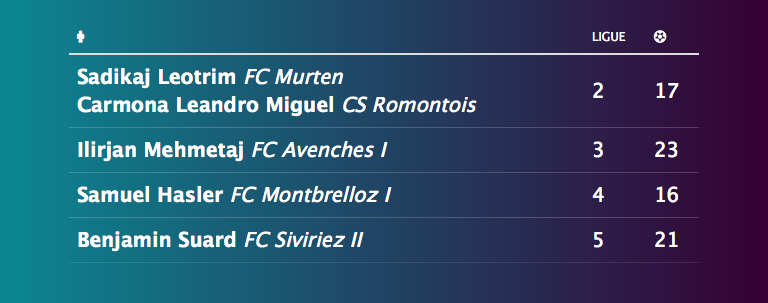 LIGUE
Sadikaj Leotrim FC Murten
Carmona Leandro Miguel CS Romontois
2 17
Ilirjan Mehmetaj FC Avenches I 3 23
Samuel Hasler FC Montbrelloz I 4 16
Benjamin Suard FC Siviriez II 5 21